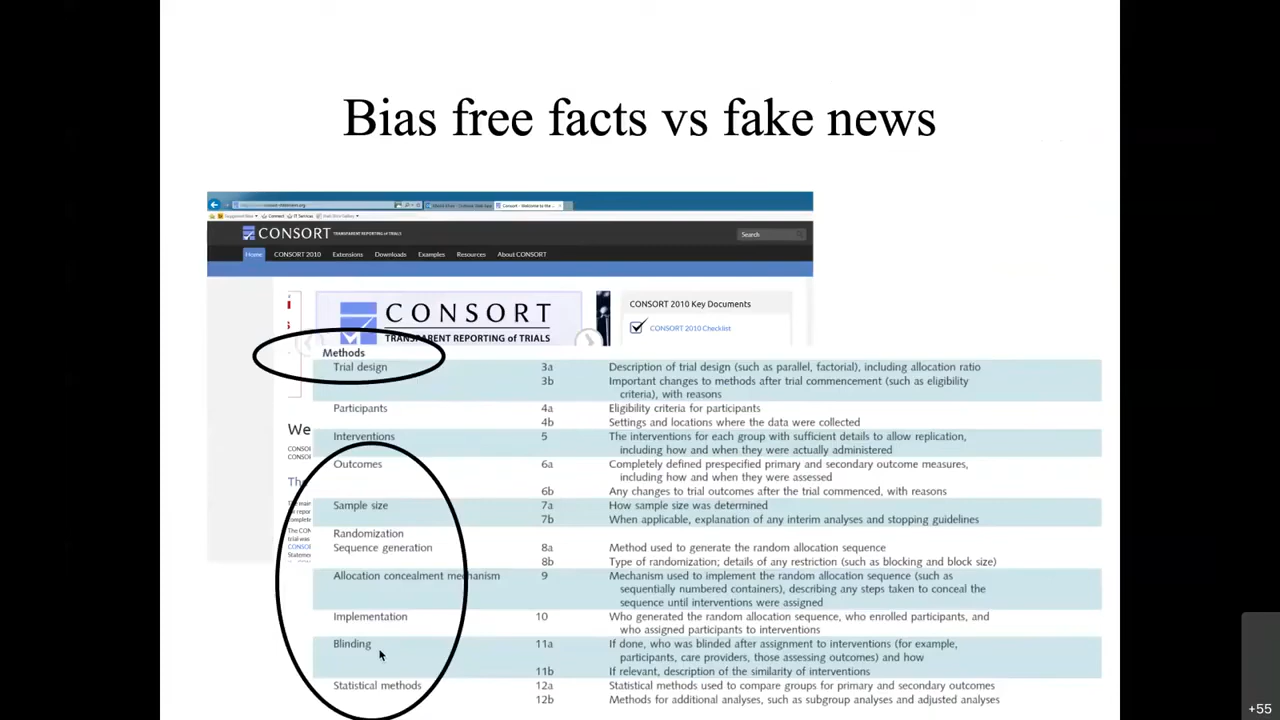 Bias free facts vs fake news
CONSORT TRANSPARENT REPORTING of TRIALS
Search
Home CONSORT 2010 Extensions Downloads Examples Resources About CONSORT
CONSORT
TRANSPARENT REPORTING of TRIALS
CONSORT 2010 Key Documents
CONSORT 2010 Checklist
Methods
Trial design 3a Description of trial design (such as parallel, factorial), including allocation ratio
3b Important changes to methods after trial commencement (such as eligibility
criteria), with reasons
Participants 4a Eligibility criteria for participants
4b Settings and locations where the data were collected
We
Interventions 5 The interventions for each group with sufficient details to allow replication,
including how and when they were actually administered
Outcomes 6a Completely defined prespecified primary and secondary outcome measures,
including how and when they were assessed
6b Any changes to trial outcomes after the trial commenced, with reasons
Sample size 7a How sample size was determined
7b When applicable, explanation of any interim analyses and stopping guidelines
Randomization
Sequence generation 8a Method used to generate the random allocation sequence
8b Type of randomization; details of any restriction (such as blocking and block size)
Allocation concealment mechanism 9 Mechanism used to implement the random allocation sequence (such as
sequentially numbered containers), describing any steps taken to conceal the
sequence until interventions were assigned
Implementation 10 Who generated the random allocation sequence, who enrolled participants, and
who assigned participants to interventions
Blinding 11a If done, who was blinded after assignment to interventions (for example,
participants, care providers, those assessing outcomes) and how
11b If relevant, description of the similarity of interventions
Statistical methods 12a Statistical methods used to compare groups for primary and secondary outcomes
12b Methods for additional analyses, such as subgroup analyses and adjusted analyses
+55